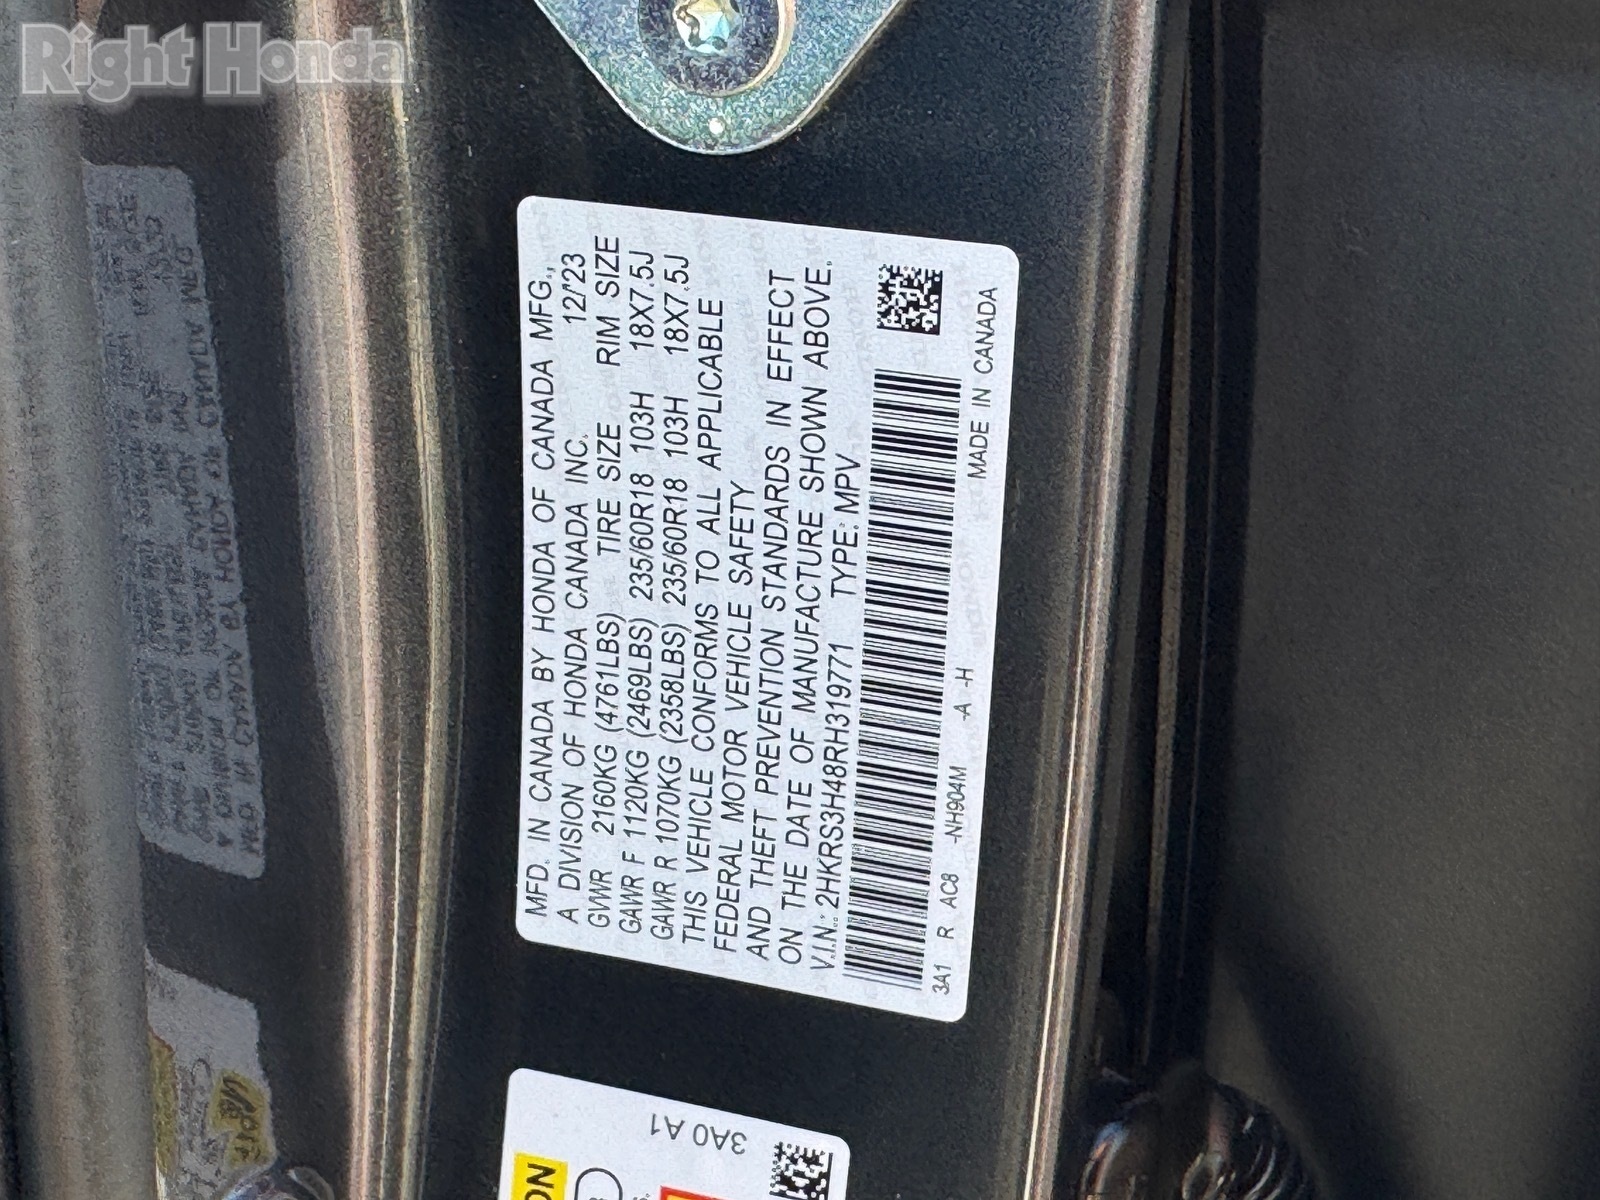 Right Honda
MFD. IN CANADA BY HONDA OF CANADA MFG.,
A DIVISION OF HONDA CANADA INC. 12/'23
GVWR 2160KG (4761LBS) TIRE SIZE RIM SIZE
GAWR F 1120KG (2469LBS) 235/60R18 103H 18X7.5J
GAWR R 1070KG (2358LBS) 235/60R18 103H 18X7.5J
THIS VEHICLE CONFORMS TO ALL APPLICABLE
FEDERAL MOTOR VEHICLE SAFETY
AND THEFT PREVENTION STANDARDS IN EFFECT
ON THE DATE OF MANUFACTURE SHOWN ABOVE.
V.I.N.: 2HKRS3H48RH319771 TYPE: MPV
3A1 R AC8 -NH904M -A -H MADE IN CANADA
3A0 A1